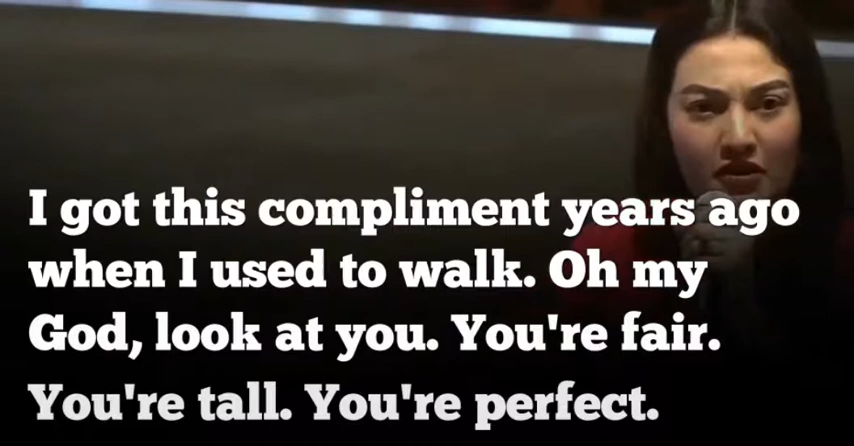 I got this compliment years ago
when I used to walk. Oh my
God, look at you. You're fair.
You're tall. You're perfect.